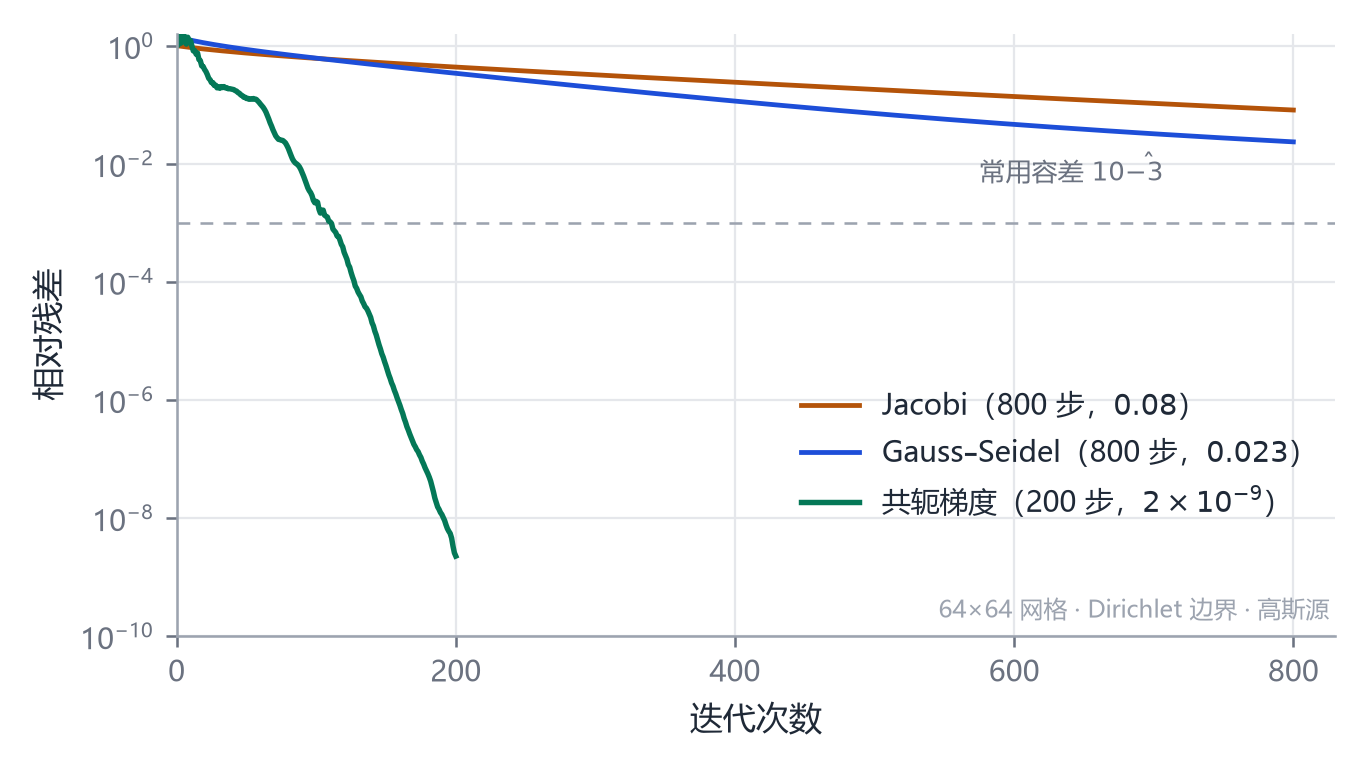 10⁰
10⁻²
常用容差 10−̂3
10⁻⁴
相对残差
10⁻⁶
Jacobi（800 步，0.08）
Gauss–Seidel（800 步，0.023）
共轭梯度（200 步，2 × 10⁻⁹）
10⁻⁸
64×64 网格 · Dirichlet 边界 · 高斯源
10⁻¹⁰
0 200 400 600 800
迭代次数